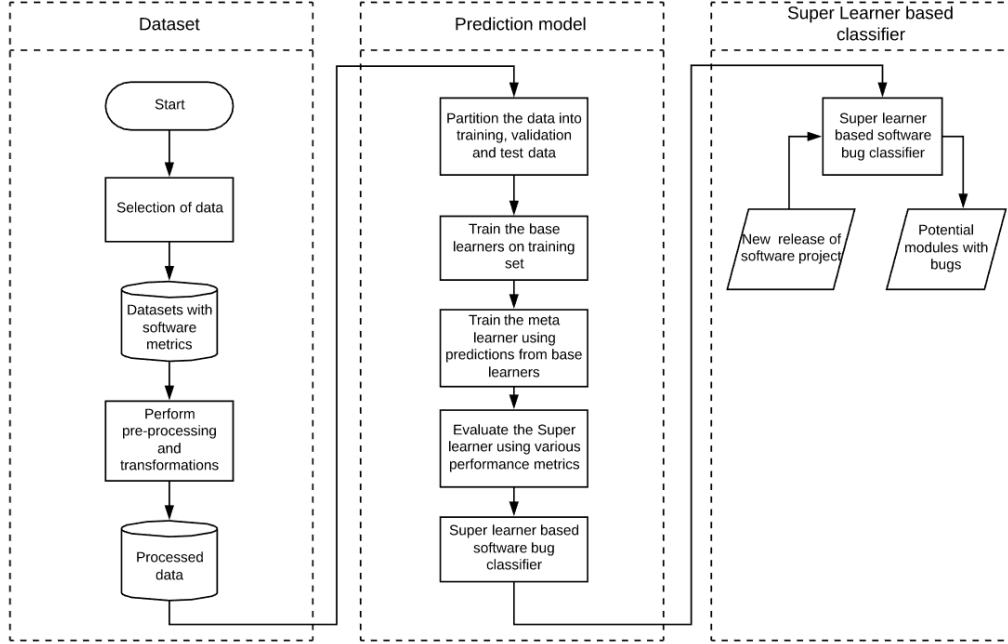 Dataset
Start
Selection of data
Datasets with
software
metrics
Perform
pre-processing
and
transformations
Processed
data
Prediction model
Partition the data into
training, validation
and test data
Train the base
learners on training
set
Train the meta
learner using
predictions from base
learners
Evaluate the Super
learner using various
performance metrics
Super learner based
software bug
classifier
Super Learner based
classifier
Super learner
based software
bug classifier
New release of
software project
Potential
modules with
bugs